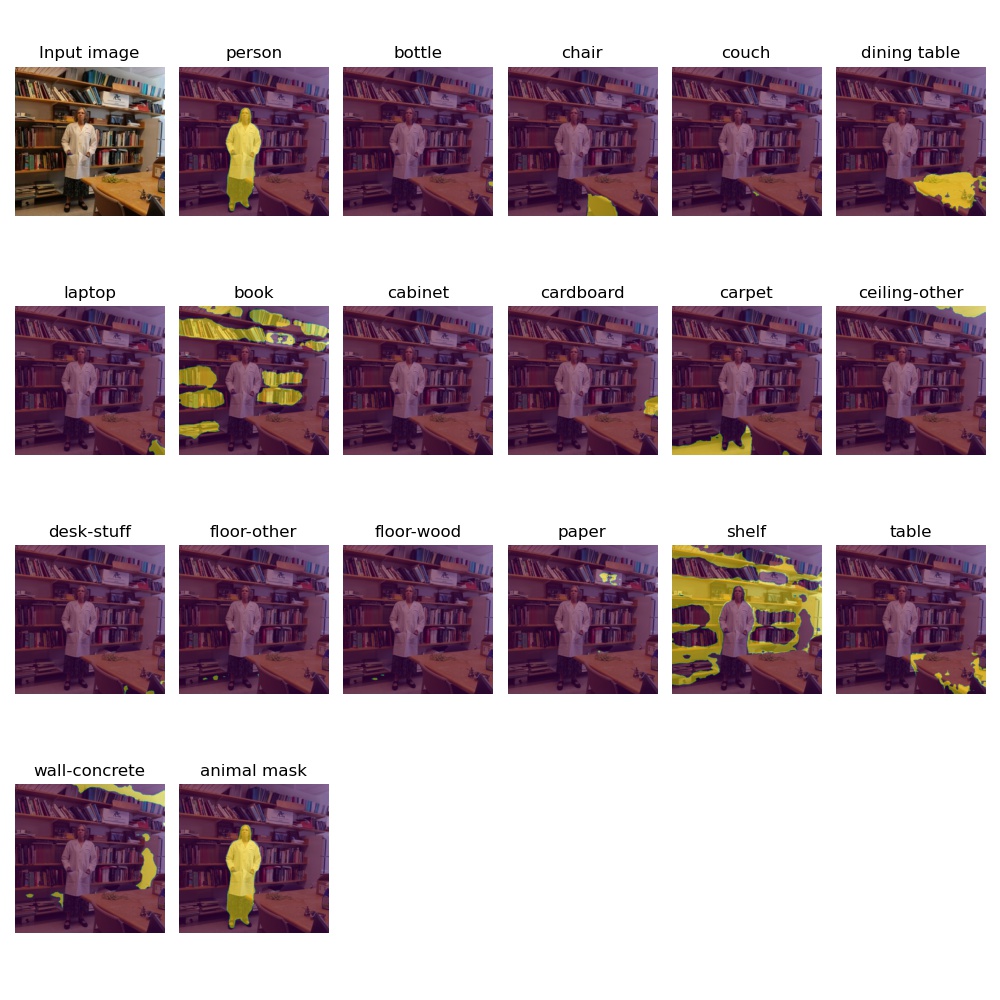 Input image
person
bottle
chair
couch
dining table
laptop
book
cabinet
cardboard
carpet
ceiling-other
desk-stuff
floor-other
floor-wood
paper
shelf
table
wall-concrete
animal mask